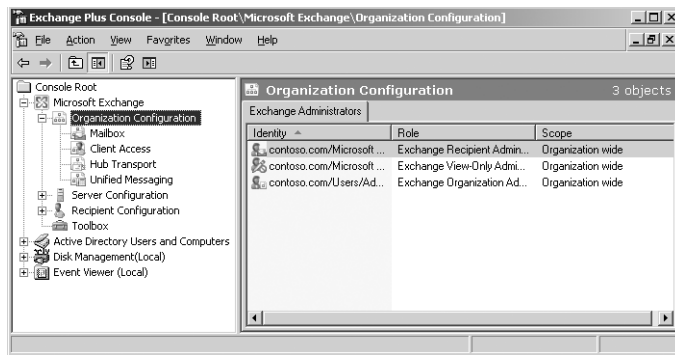 Exchange Plus Console - [Console Root\Microsoft Exchange\Organization Configuration]
File Action View Favorites Window Help
Console Root
Microsoft Exchange
Organization Configuration
Mailbox
Client Access
Hub Transport
Unified Messaging
Server Configuration
Recipient Configuration
Toolbox
Active Directory Users and Computers
Disk Management(Local)
Event Viewer (Local)
Organization Configuration 3 objects
Exchange Administrators
Identity Role Scope
contoso.com/Microsoft ... Exchange Recipient Admin... Organization wide
contoso.com/Microsoft ... Exchange View-Only Admi... Organization wide
contoso.com/Users/Ad... Exchange Organization Ad... Organization wide